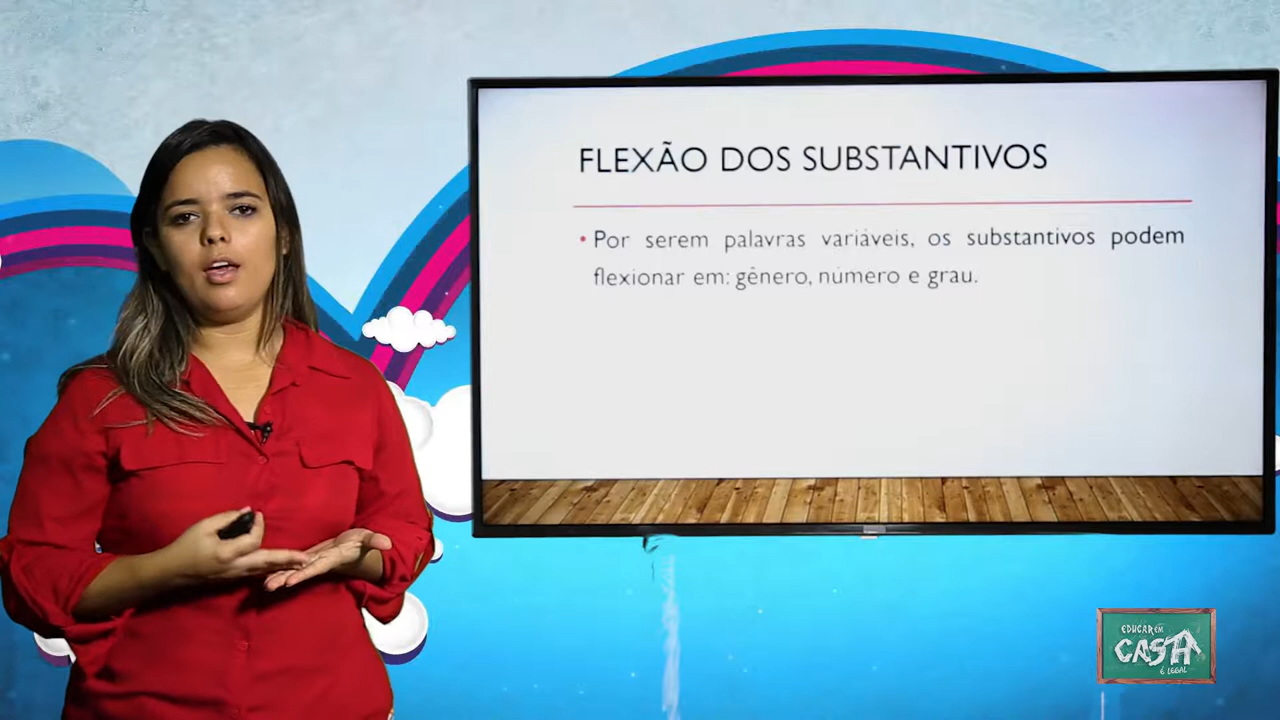 FLEXÃO DOS SUBSTANTIVOS
• Por serem palavras variáveis, os substantivos podem
flexionar em: gênero, número e grau.
EDUCAR EM
CASA
É LEGAL